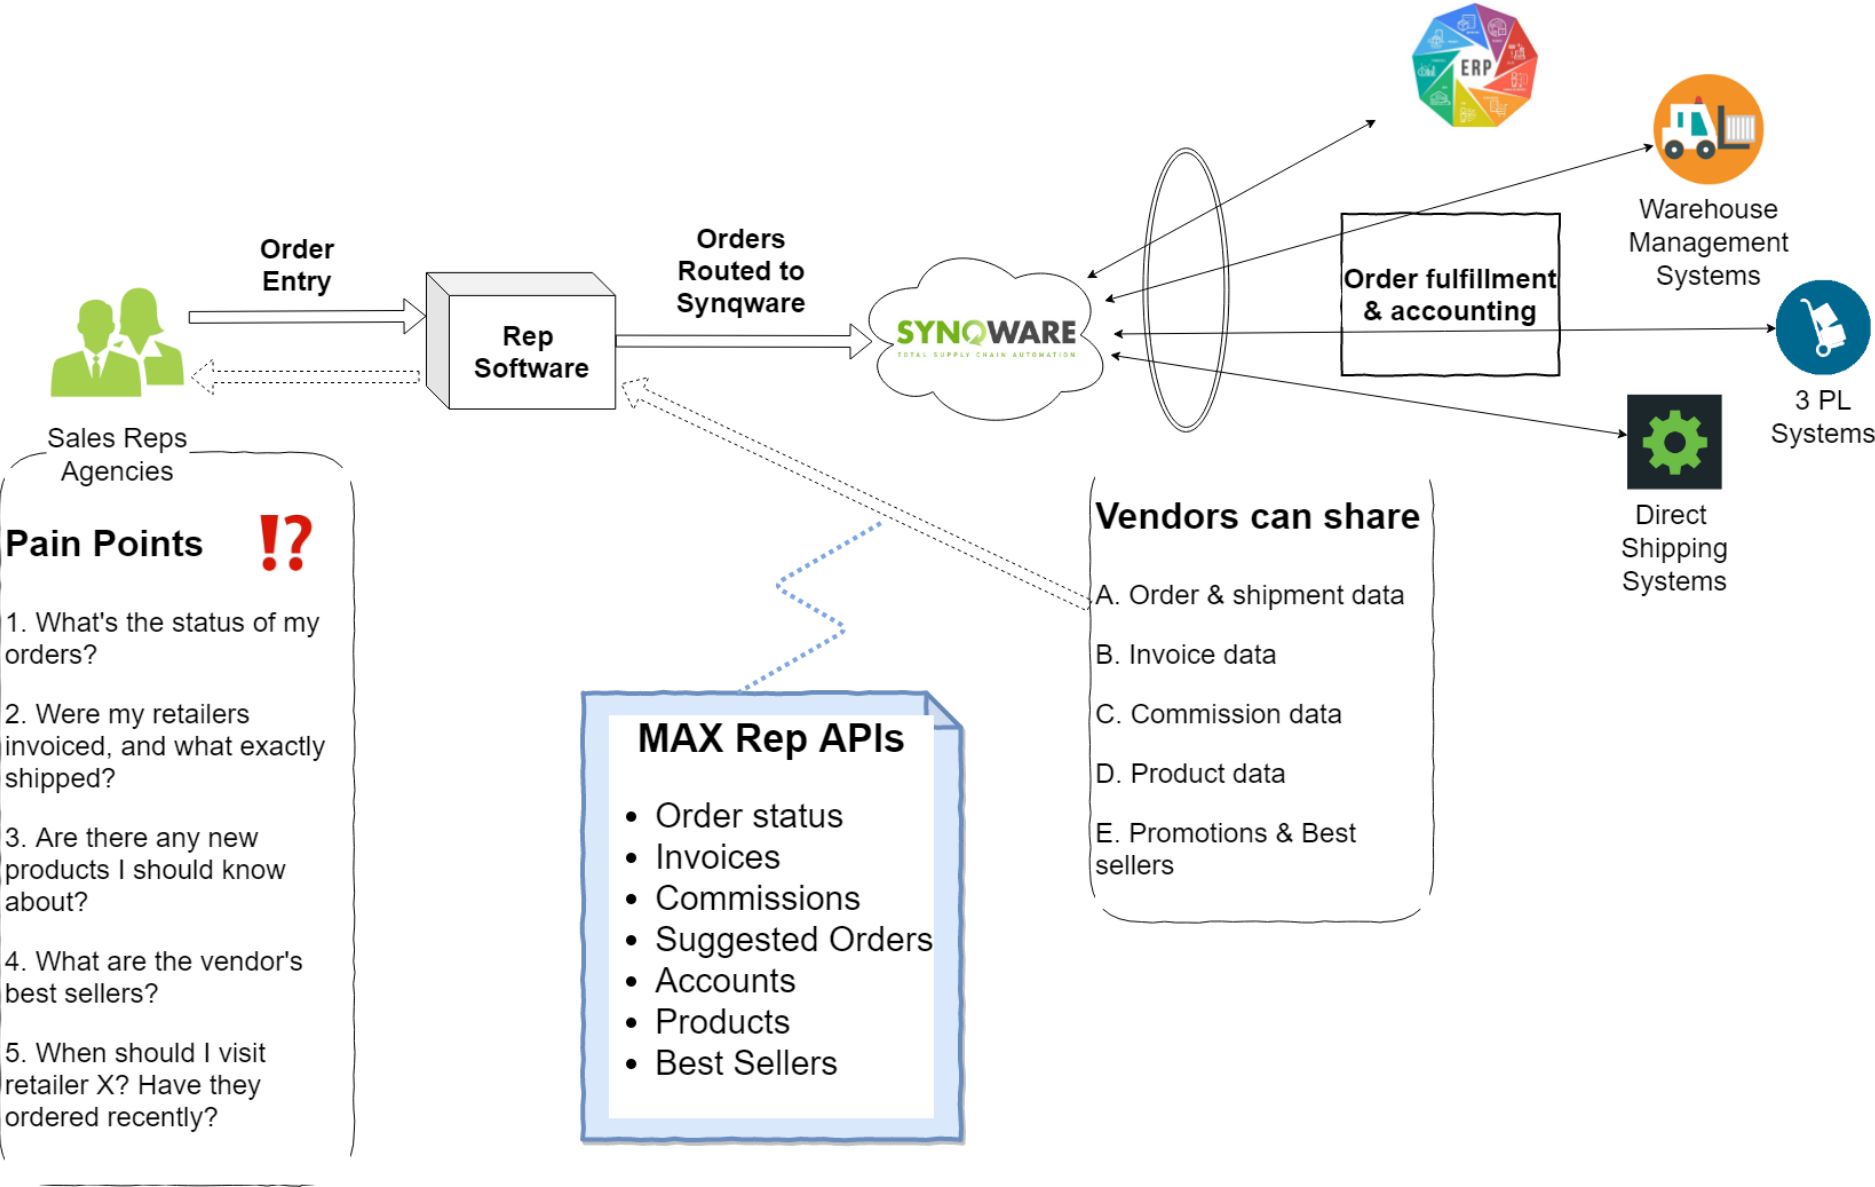 ERP
Warehouse
Management
Systems
Order
Entry
Orders
Routed to
Synqware
Rep
Software
SYNQWARE
TOTAL SUPPLY CHAIN AUTOMATION
Order fulfillment
& accounting
3 PL
Systems
Direct
Shipping
Systems
Sales Reps
Agencies
Pain Points ⁉
1. What's the status of my
orders?
2. Were my retailers
invoiced, and what exactly
shipped?
3. Are there any new
products I should know
about?
4. What are the vendor's
best sellers?
5. When should I visit
retailer X? Have they
ordered recently?
MAX Rep APIs
• Order status
• Invoices
• Commissions
• Suggested Orders
• Accounts
• Products
• Best Sellers
Vendors can share
A. Order & shipment data
B. Invoice data
C. Commission data
D. Product data
E. Promotions & Best
sellers